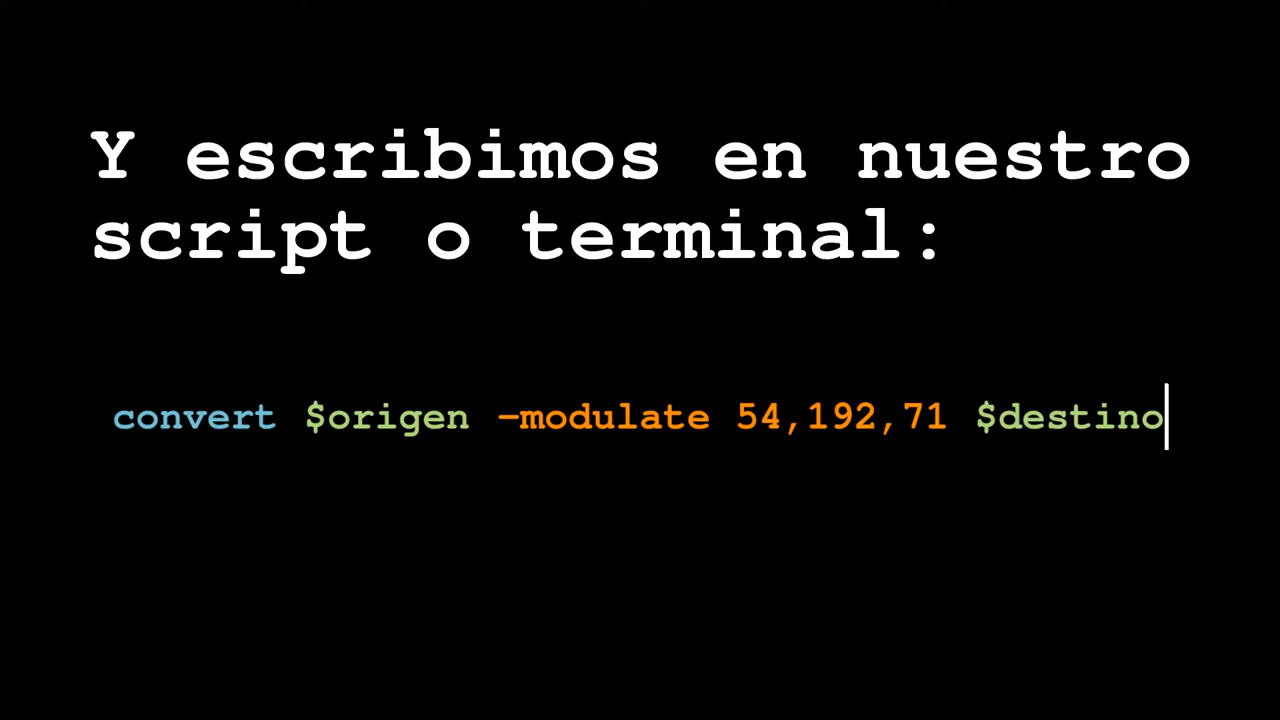 Y escribimos en nuestro
script o terminal:
convert $origen -modulate 54,192,71 $destino